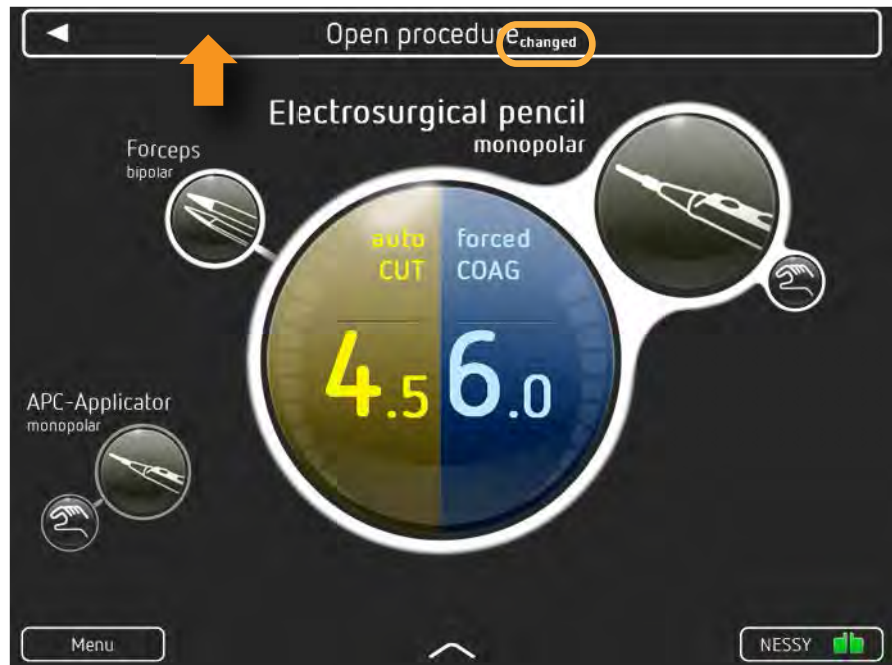 Open procedure changed
Electrosurgical pencil
monopolar
Forceps
bipolar
auto
CUT
forced
COAG
4.5
6.0
APC-Applicator
monopolar
Menu
NESSY